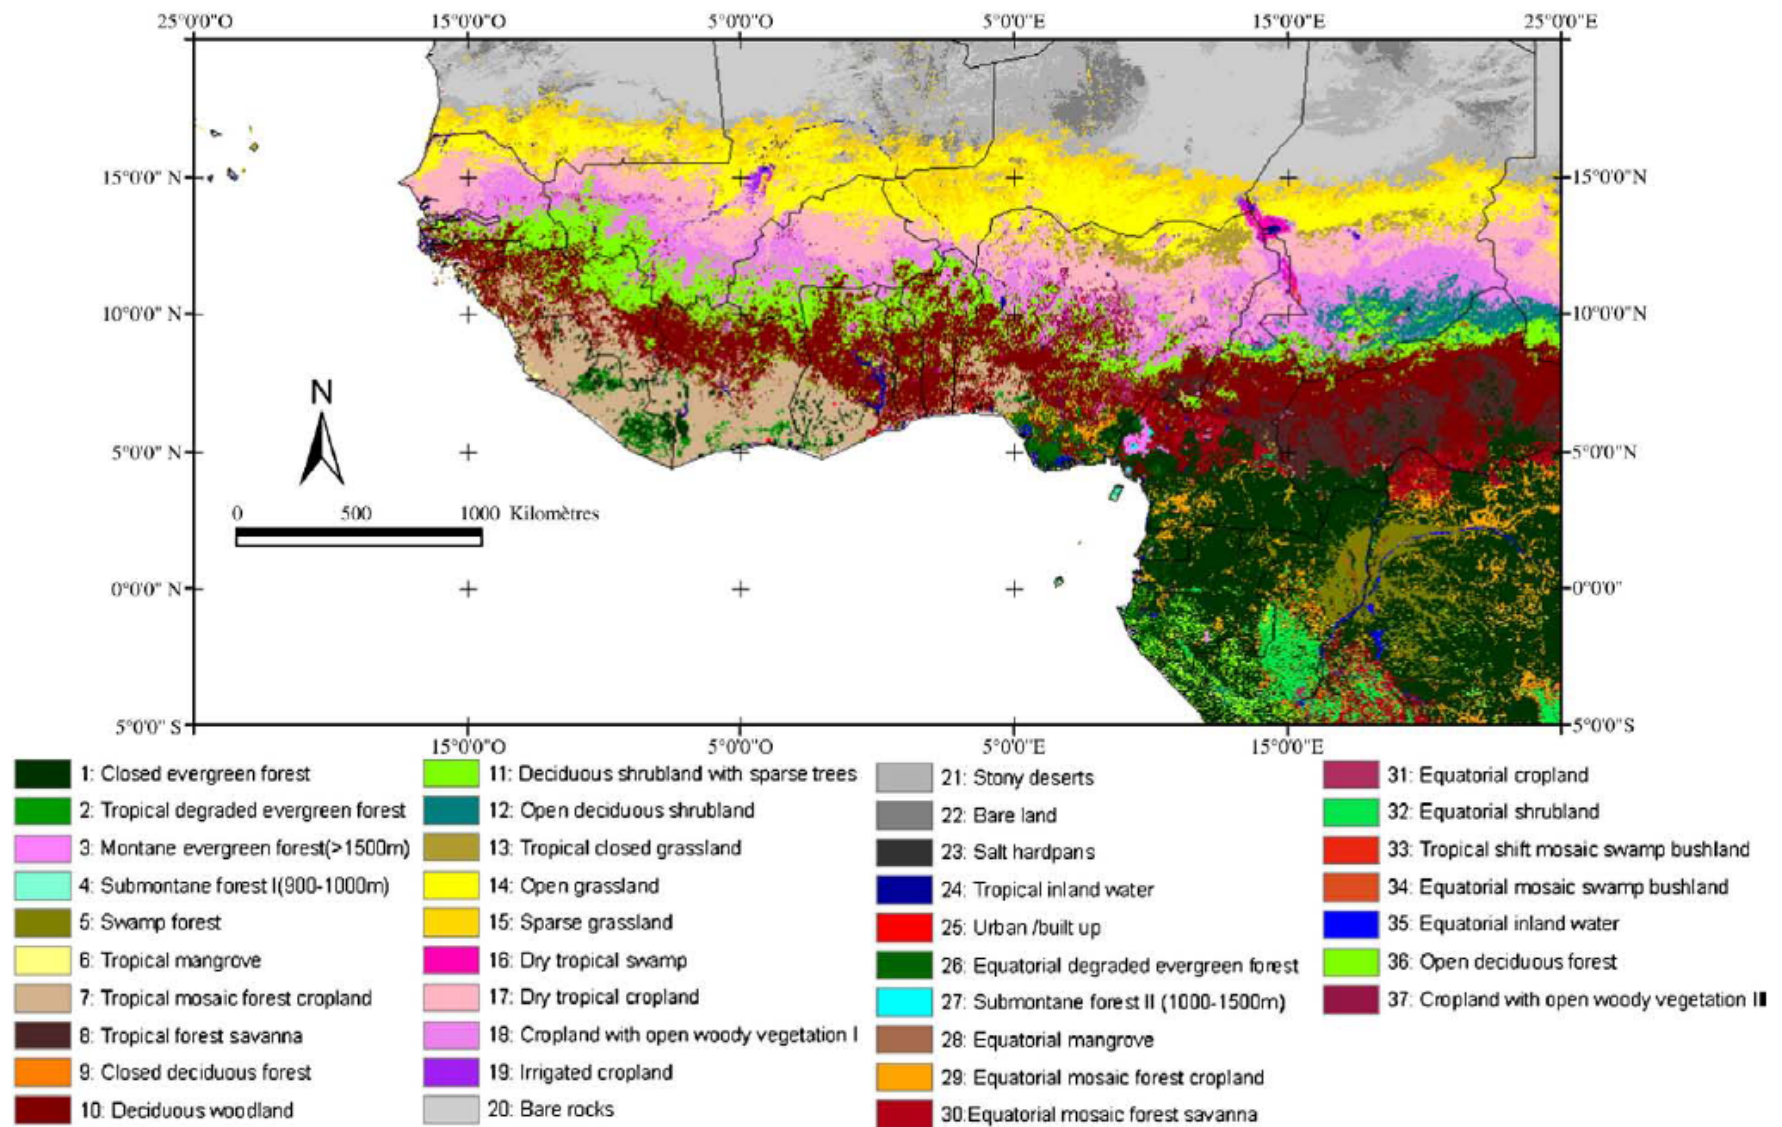 25°0'0"O 15°0'0"O 5°0'0"O 5°0'0"E 15°0'0"E 25°0'0"E
15°0'0" N 15°0'0"N
10°0'0" N 10°0'0"N
N
5°0'0" N 5°0'0"N
0 500 1000 Kilomètres
0°0'0" N 0°0'0"
5°0'0" S 5°0'0"S
15°0'0"O 5°0'0"O 5°0'0"E 15°0'0"E
1: Closed evergreen forest
2: Tropical degraded evergreen forest
3: Montane evergreen forest(>1500m)
4: Submontane forest I(900-1000m)
5: Swamp forest
6: Tropical mangrove
7: Tropical mosaic forest cropland
8: Tropical forest savanna
9: Closed deciduous forest
10: Deciduous woodland
11: Deciduous shrubland with sparse trees
12: Open deciduous shrubland
13: Tropical closed grassland
14: Open grassland
15: Sparse grassland
16: Dry tropical swamp
17: Dry tropical cropland
18: Cropland with open woody vegetation I
19: Irrigated cropland
20: Bare rocks
21: Stony deserts
22: Bare land
23: Salt hardpans
24: Tropical inland water
25: Urban /built up
26: Equatorial degraded evergreen forest
27: Submontane forest II (1000-1500m)
28: Equatorial mangrove
29: Equatorial mosaic forest cropland
30:Equatorial mosaic forest savanna
31: Equatorial cropland
32: Equatorial shrubland
33: Tropical shift mosaic swamp bushland
34: Equatorial mosaic swamp bushland
35: Equatorial inland water
36: Open deciduous forest
37: Cropland with open woody vegetation II